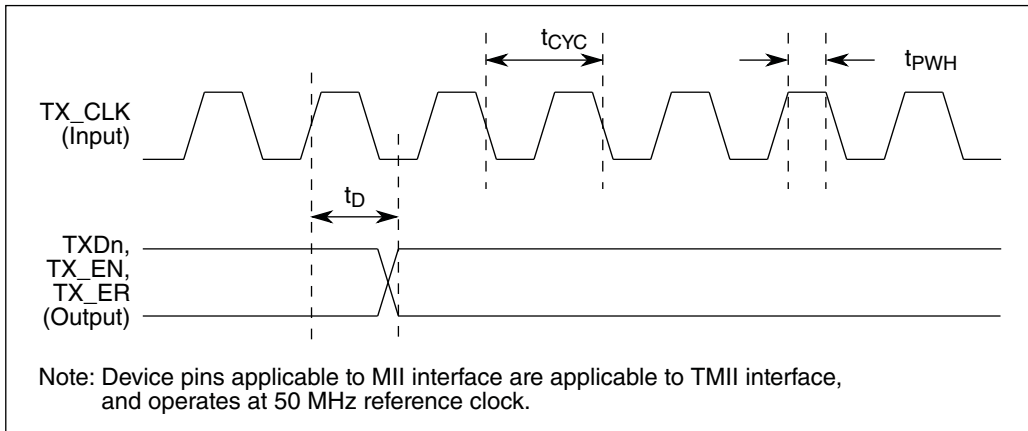 tCYC
tPWH
TX_CLK
(Input)
tD
TXDn,
TX_EN,
TX_ER
(Output)
Note: Device pins applicable to MII interface are applicable to TMII interface,
and operates at 50 MHz reference clock.